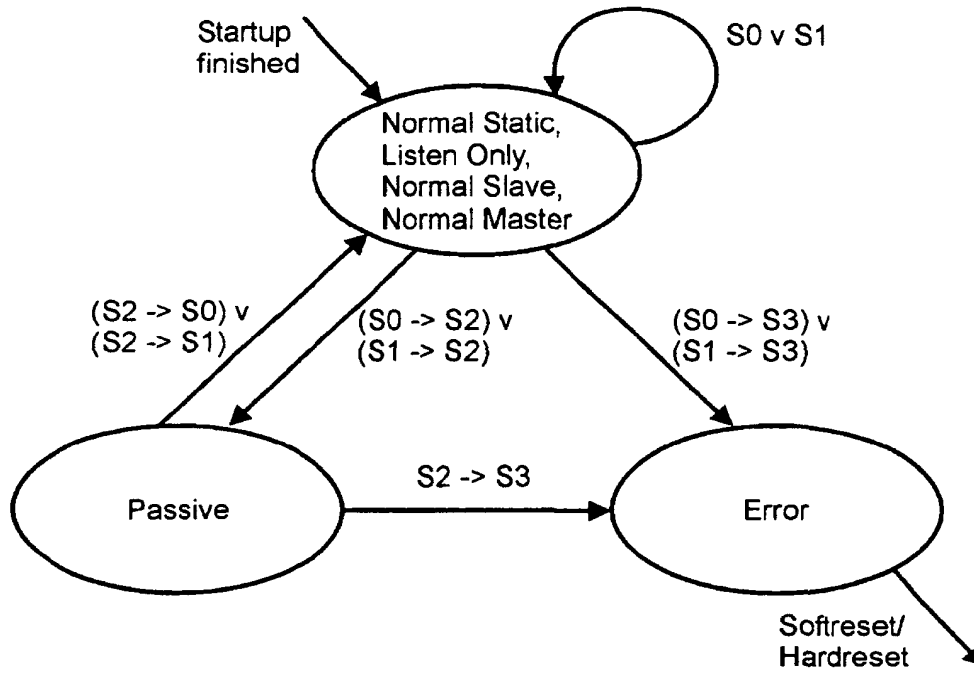 Startup
finished
S0 v S1
Normal Static,
Listen Only,
Normal Slave,
Normal Master
(S2 -> S0) v
(S2 -> S1)
(S0 -> S2) v
(S1 -> S2)
(S0 -> S3) v
(S1 -> S3)
Passive
S2 -> S3
Error
Softreset/
Hardreset